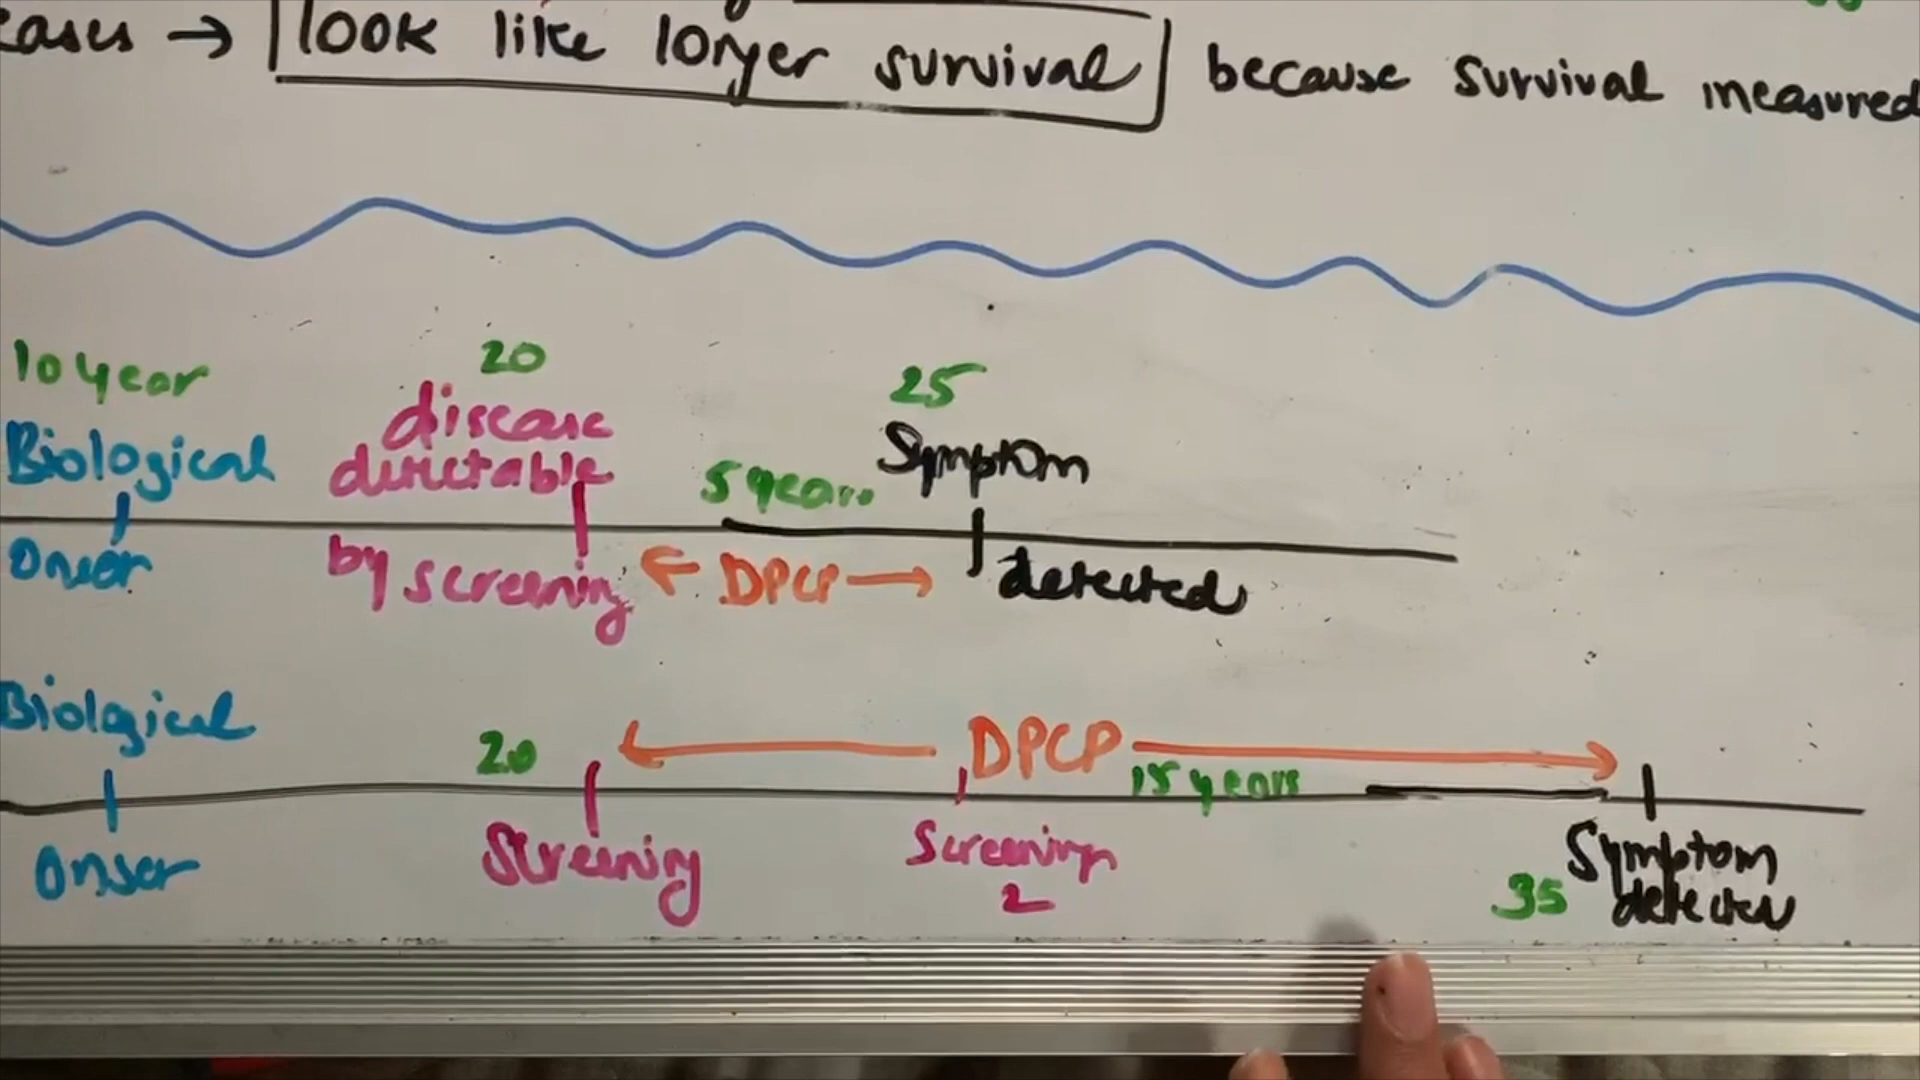 cases → look like longer survival because survival measured
10 year
Biological
Onset
20
disease
detectable
by screening
5 years
← DPCP →
25
Symptom
detected
Biological
Onset
20
Screening
DPCP
15 years
Screening
2
35
Symptom
detected